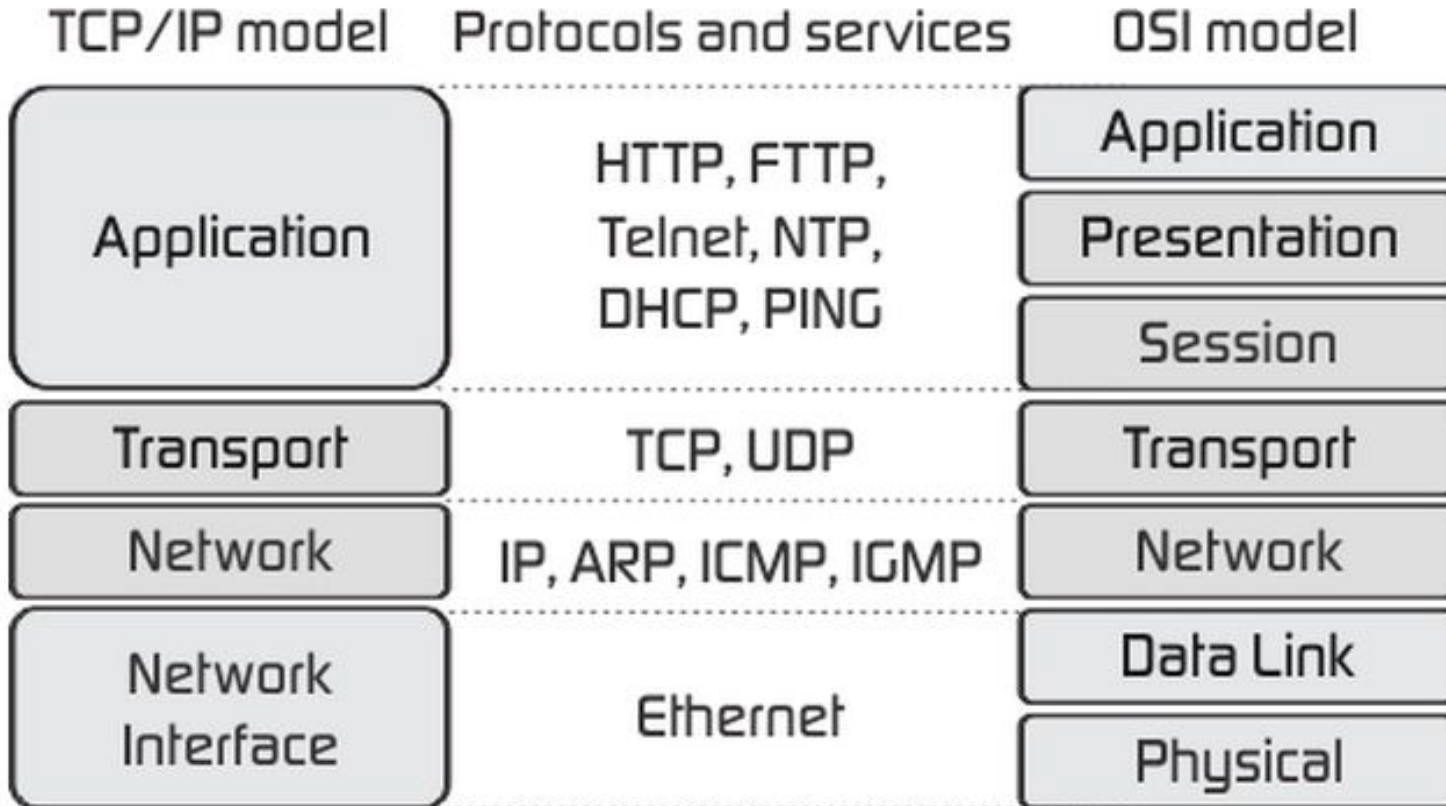 TCP/IP model
Protocols and services
OSI model
Application
HTTP, FTTP,
Telnet, NTP,
DHCP, PING
Application
Presentation
Session
Transport
TCP, UDP
Transport
Network
IP, ARP, ICMP, IGMP
Network
Network
Interface
Ethernet
Data Link
Physical